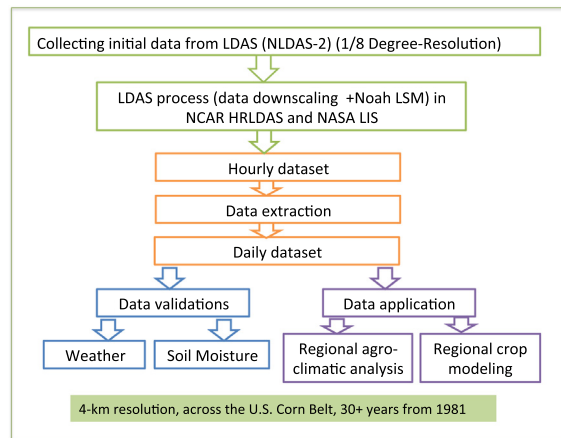 Collecting initial data from LDAS (NLDAS-2) (1/8 Degree-Resolution)
LDAS process (data downscaling +Noah LSM) in
NCAR HRLDAS and NASA LIS
Hourly dataset
Data extraction
Daily dataset
Data validations
Data application
Weather
Soil Moisture
Regional agro-
climatic analysis
Regional crop
modeling
4-km resolution, across the U.S. Corn Belt, 30+ years from 1981